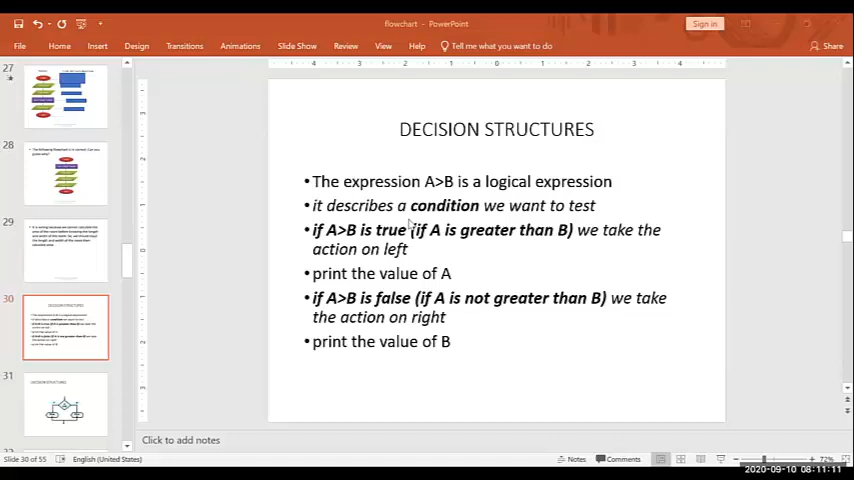 flowchart - PowerPoint
Sign in
File Home Insert Design Transitions Animations Slide Show Review View Help Tell me what you want to do Share
27
28
29
30
31
DECISION STRUCTURES
DECISION STRUCTURES
DECISION STRUCTURES
•The expression A>B is a logical expression
•it describes a condition we want to test
•if A>B is true (if A is greater than B) we take the
action on left
•print the value of A
•if A>B is false (if A is not greater than B) we take
the action on right
•print the value of B
Click to add notes
Slide 30 of 55 English (United States) Notes Comments 72%
2020-09-10 08:11:11